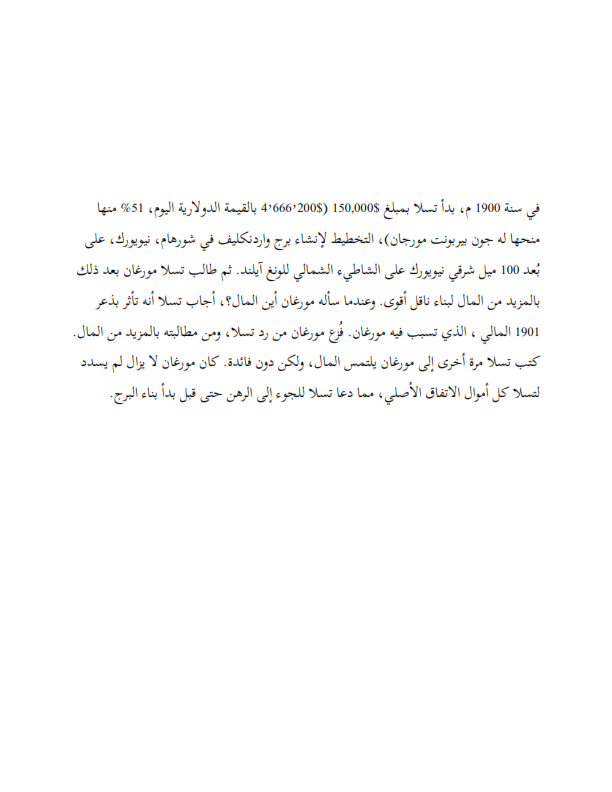 في سنة 1900 م، بدأ تسلا بمبلغ $150,000 ($4٬666٬200 بالقيمة الدولارية اليوم، 51% منها
منحها له جون بيربونت مورجان)، التخطيط لإنشاء برج واردنكليف في شورهام، نيويورك، على
بُعد 100 ميل شرقي نيويورك على الشاطيء الشمالي للونغ آيلند. ثم طالب تسلا مورغان بعد ذلك
بالمزيد من المال لبناء ناقل أقوى. وعندما سأله مورغان أين المال؟، أجاب تسلا أنه تأثر بذعر
1901 المالي ، الذي تسبب فيه مورغان. فُزع مورغان من رد تسلا، ومن مطالبته بالمزيد من المال.
كتب تسلا مرة أخرى إلى مورغان يلتمس المال، ولكن دون فائدة. كان مورغان لا يزال لم يسدد
لتسلا كل أموال الاتفاق الأصلي، مما دعا تسلا للجوء إلى الرهن حتى قبل بدأ بناء البرج.